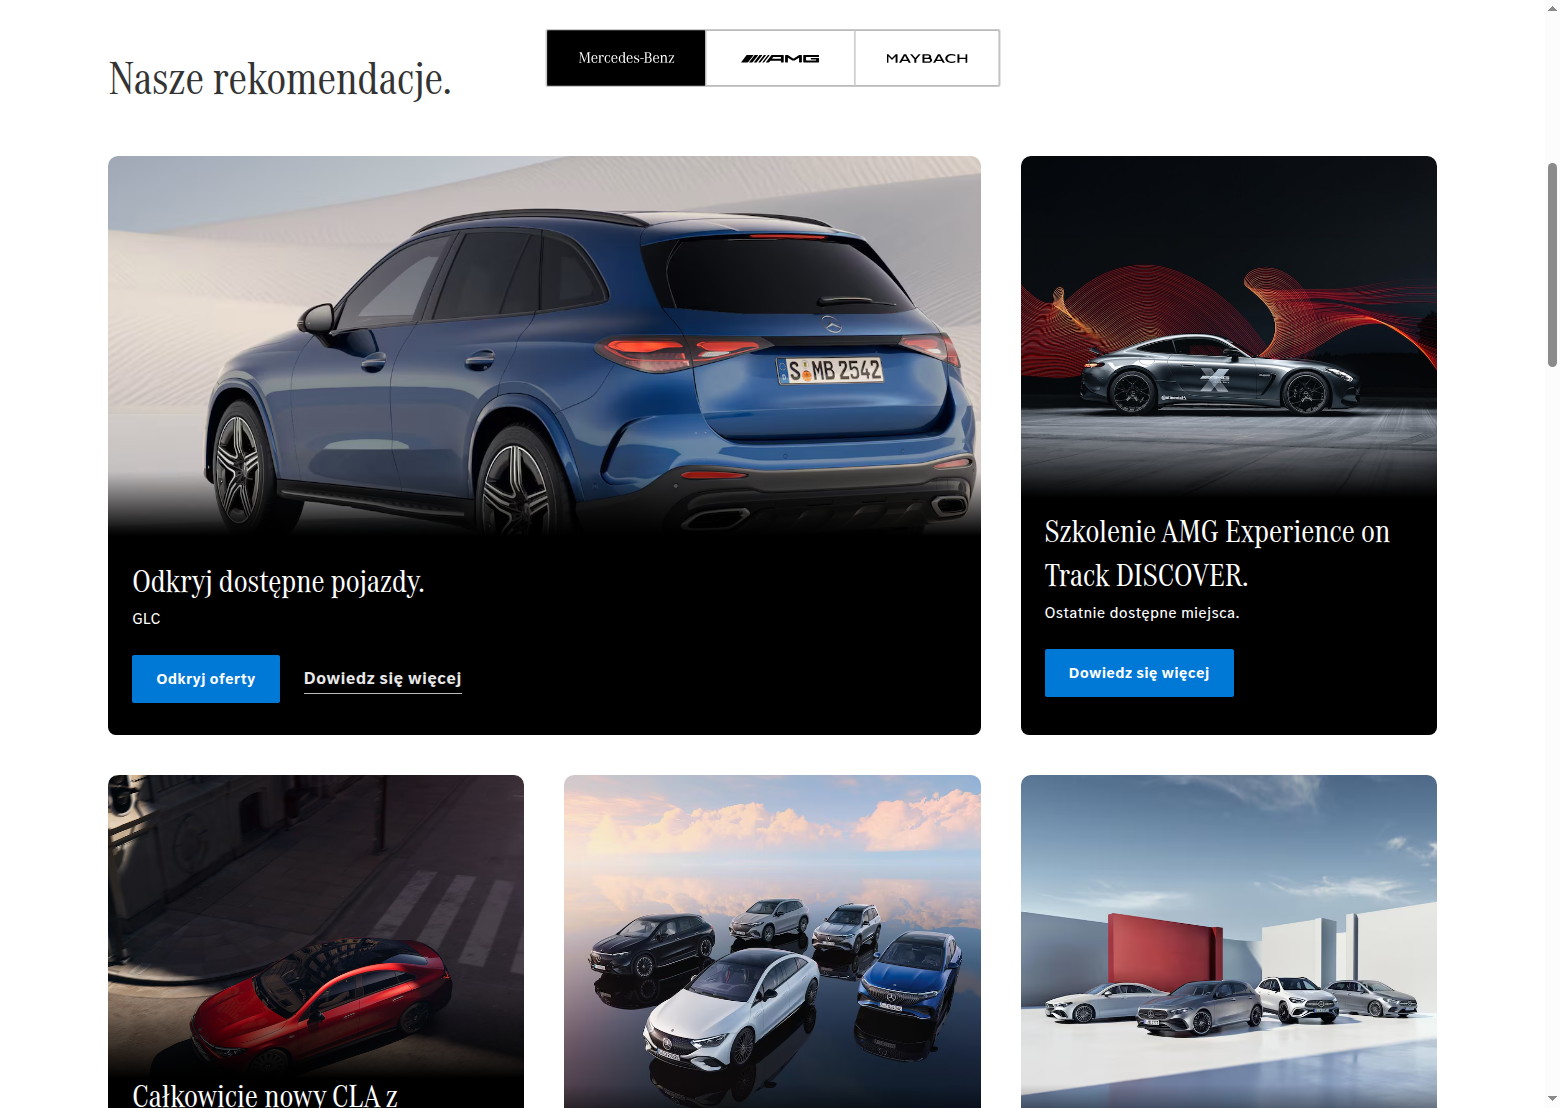 Nasze rekomendacje.
Mercedes-Benz
AMG
MAYBACH
S MB 2542
Odkryj dostępne pojazdy.
GLC
Odkryj oferty
Dowiedz się więcej
AMG
Szkolenie AMG Experience on
Track DISCOVER.
Ostatnie dostępne miejsca.
Dowiedz się więcej
Całkowicie nowy CLA z